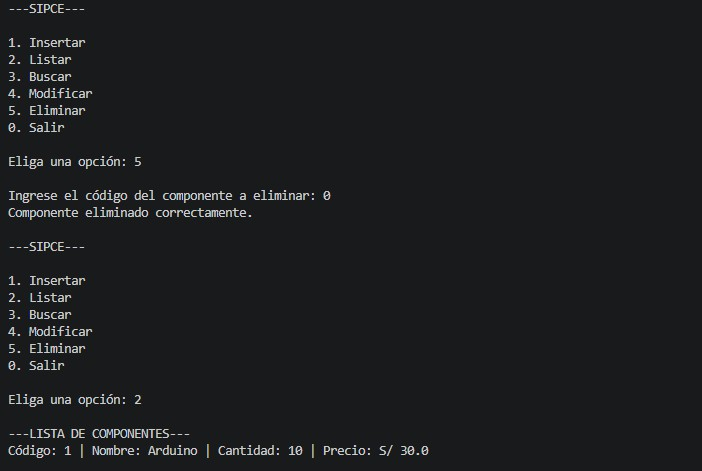 ---SIPCE---
1. Insertar
2. Listar
3. Buscar
4. Modificar
5. Eliminar
0. Salir
Eliga una opción: 5
Ingrese el código del componente a eliminar: 0
Componente eliminado correctamente.
---SIPCE---
1. Insertar
2. Listar
3. Buscar
4. Modificar
5. Eliminar
0. Salir
Eliga una opción: 2
---LISTA DE COMPONENTES---
Código: 1 | Nombre: Arduino | Cantidad: 10 | Precio: S/ 30.0